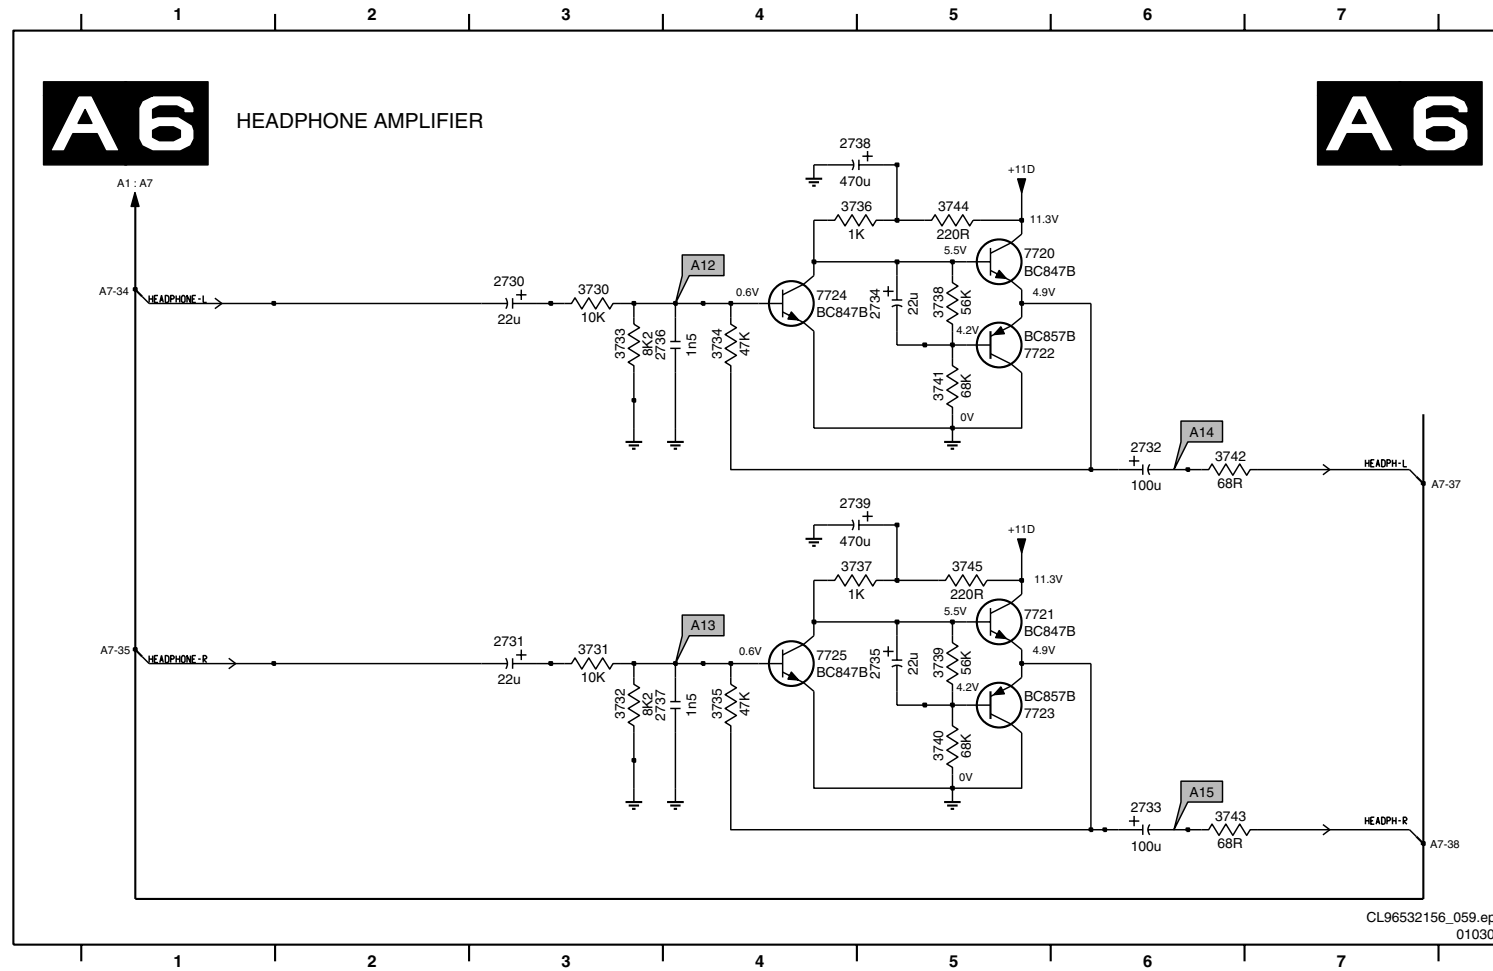 1 2 3 4 5 6 7
A6 HEADPHONE AMPLIFIER A6
A1 : A7
2738
470u
+11D
3736
1K
3744
220R
11.3V
5.5V
7720
BC847B
A12
A7-34
HEADPHONE-L
2730
22u
3730
10K
0.6V
7724
BC847B
2734
22u
3738
56K
4.9V
3733
8K2
2736
1n5
3734
47K
4.2V
BC857B
7722
3741
68K
0V
A14
2732
100u
3742
68R
HEADPH-L
A7-37
2739
470u
+11D
3737
1K
3745
220R
11.3V
5.5V
7721
BC847B
A13
A7-35
HEADPHONE-R
2731
22u
3731
10K
0.6V
7725
BC847B
2735
22u
3739
56K
4.9V
3732
8K2
2737
1n5
3735
47K
4.2V
BC857B
7723
3740
68K
0V
A15
2733
100u
3743
68R
HEADPH-R
A7-38
CL96532156_059.ep
01030
1 2 3 4 5 6 7